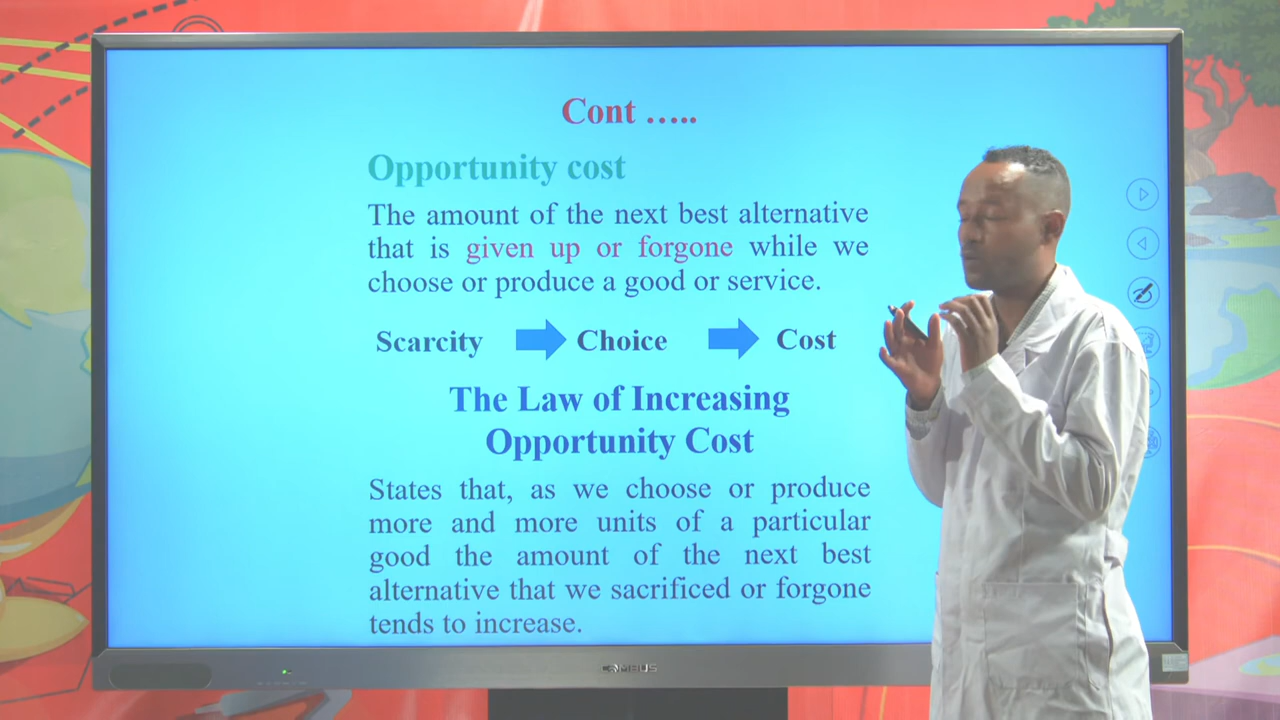 Cont …..
Opportunity cost
The amount of the next best alternative
that is given up or forgone while we
choose or produce a good or service.
Scarcity Choice Cost
The Law of Increasing
Opportunity Cost
States that, as we choose or produce
more and more units of a particular
good the amount of the next best
alternative that we sacrificed or forgone
tends to increase.